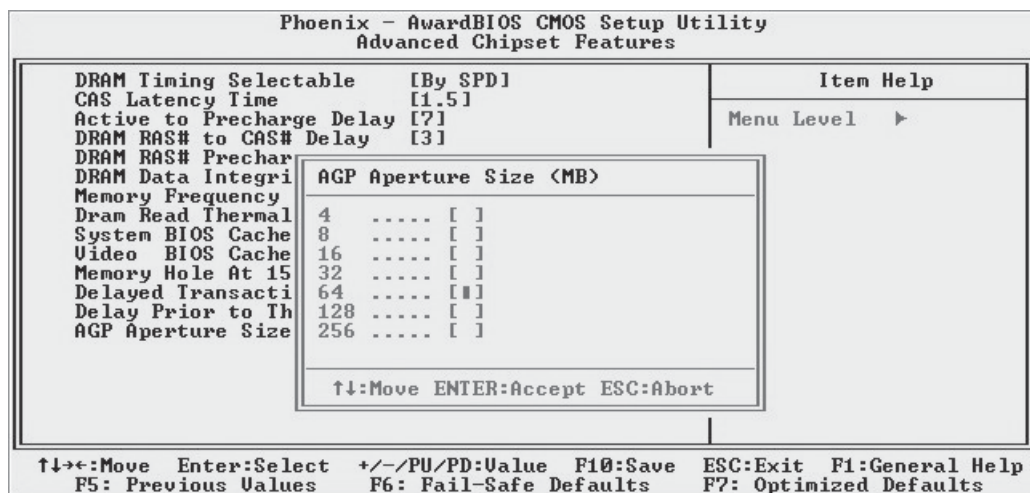 Phoenix - AwardBIOS CMOS Setup Utility
Advanced Chipset Features
DRAM Timing Selectable [By SPD]
CAS Latency Time [1.5]
Active to Precharge Delay [7]
DRAM RAS# to CAS# Delay [3]
DRAM RAS# Prechar
DRAM Data Integri
Memory Frequency
Dram Read Thermal
System BIOS Cache
Video BIOS Cache
Memory Hole At 15
Delayed Transacti
Delay Prior to Th
AGP Aperture Size
AGP Aperture Size (MB)
4 ..... [ ]
8 ..... [ ]
16 ..... [ ]
32 ..... [ ]
64 ..... [▮]
128 ..... [ ]
256 ..... [ ]
↑↓:Move ENTER:Accept ESC:Abort
Item Help
Menu Level ▶
↑↓→←:Move Enter:Select +/-/PU/PD:Value F10:Save ESC:Exit F1:General Help
F5: Previous Values F6: Fail-Safe Defaults F7: Optimized Defaults